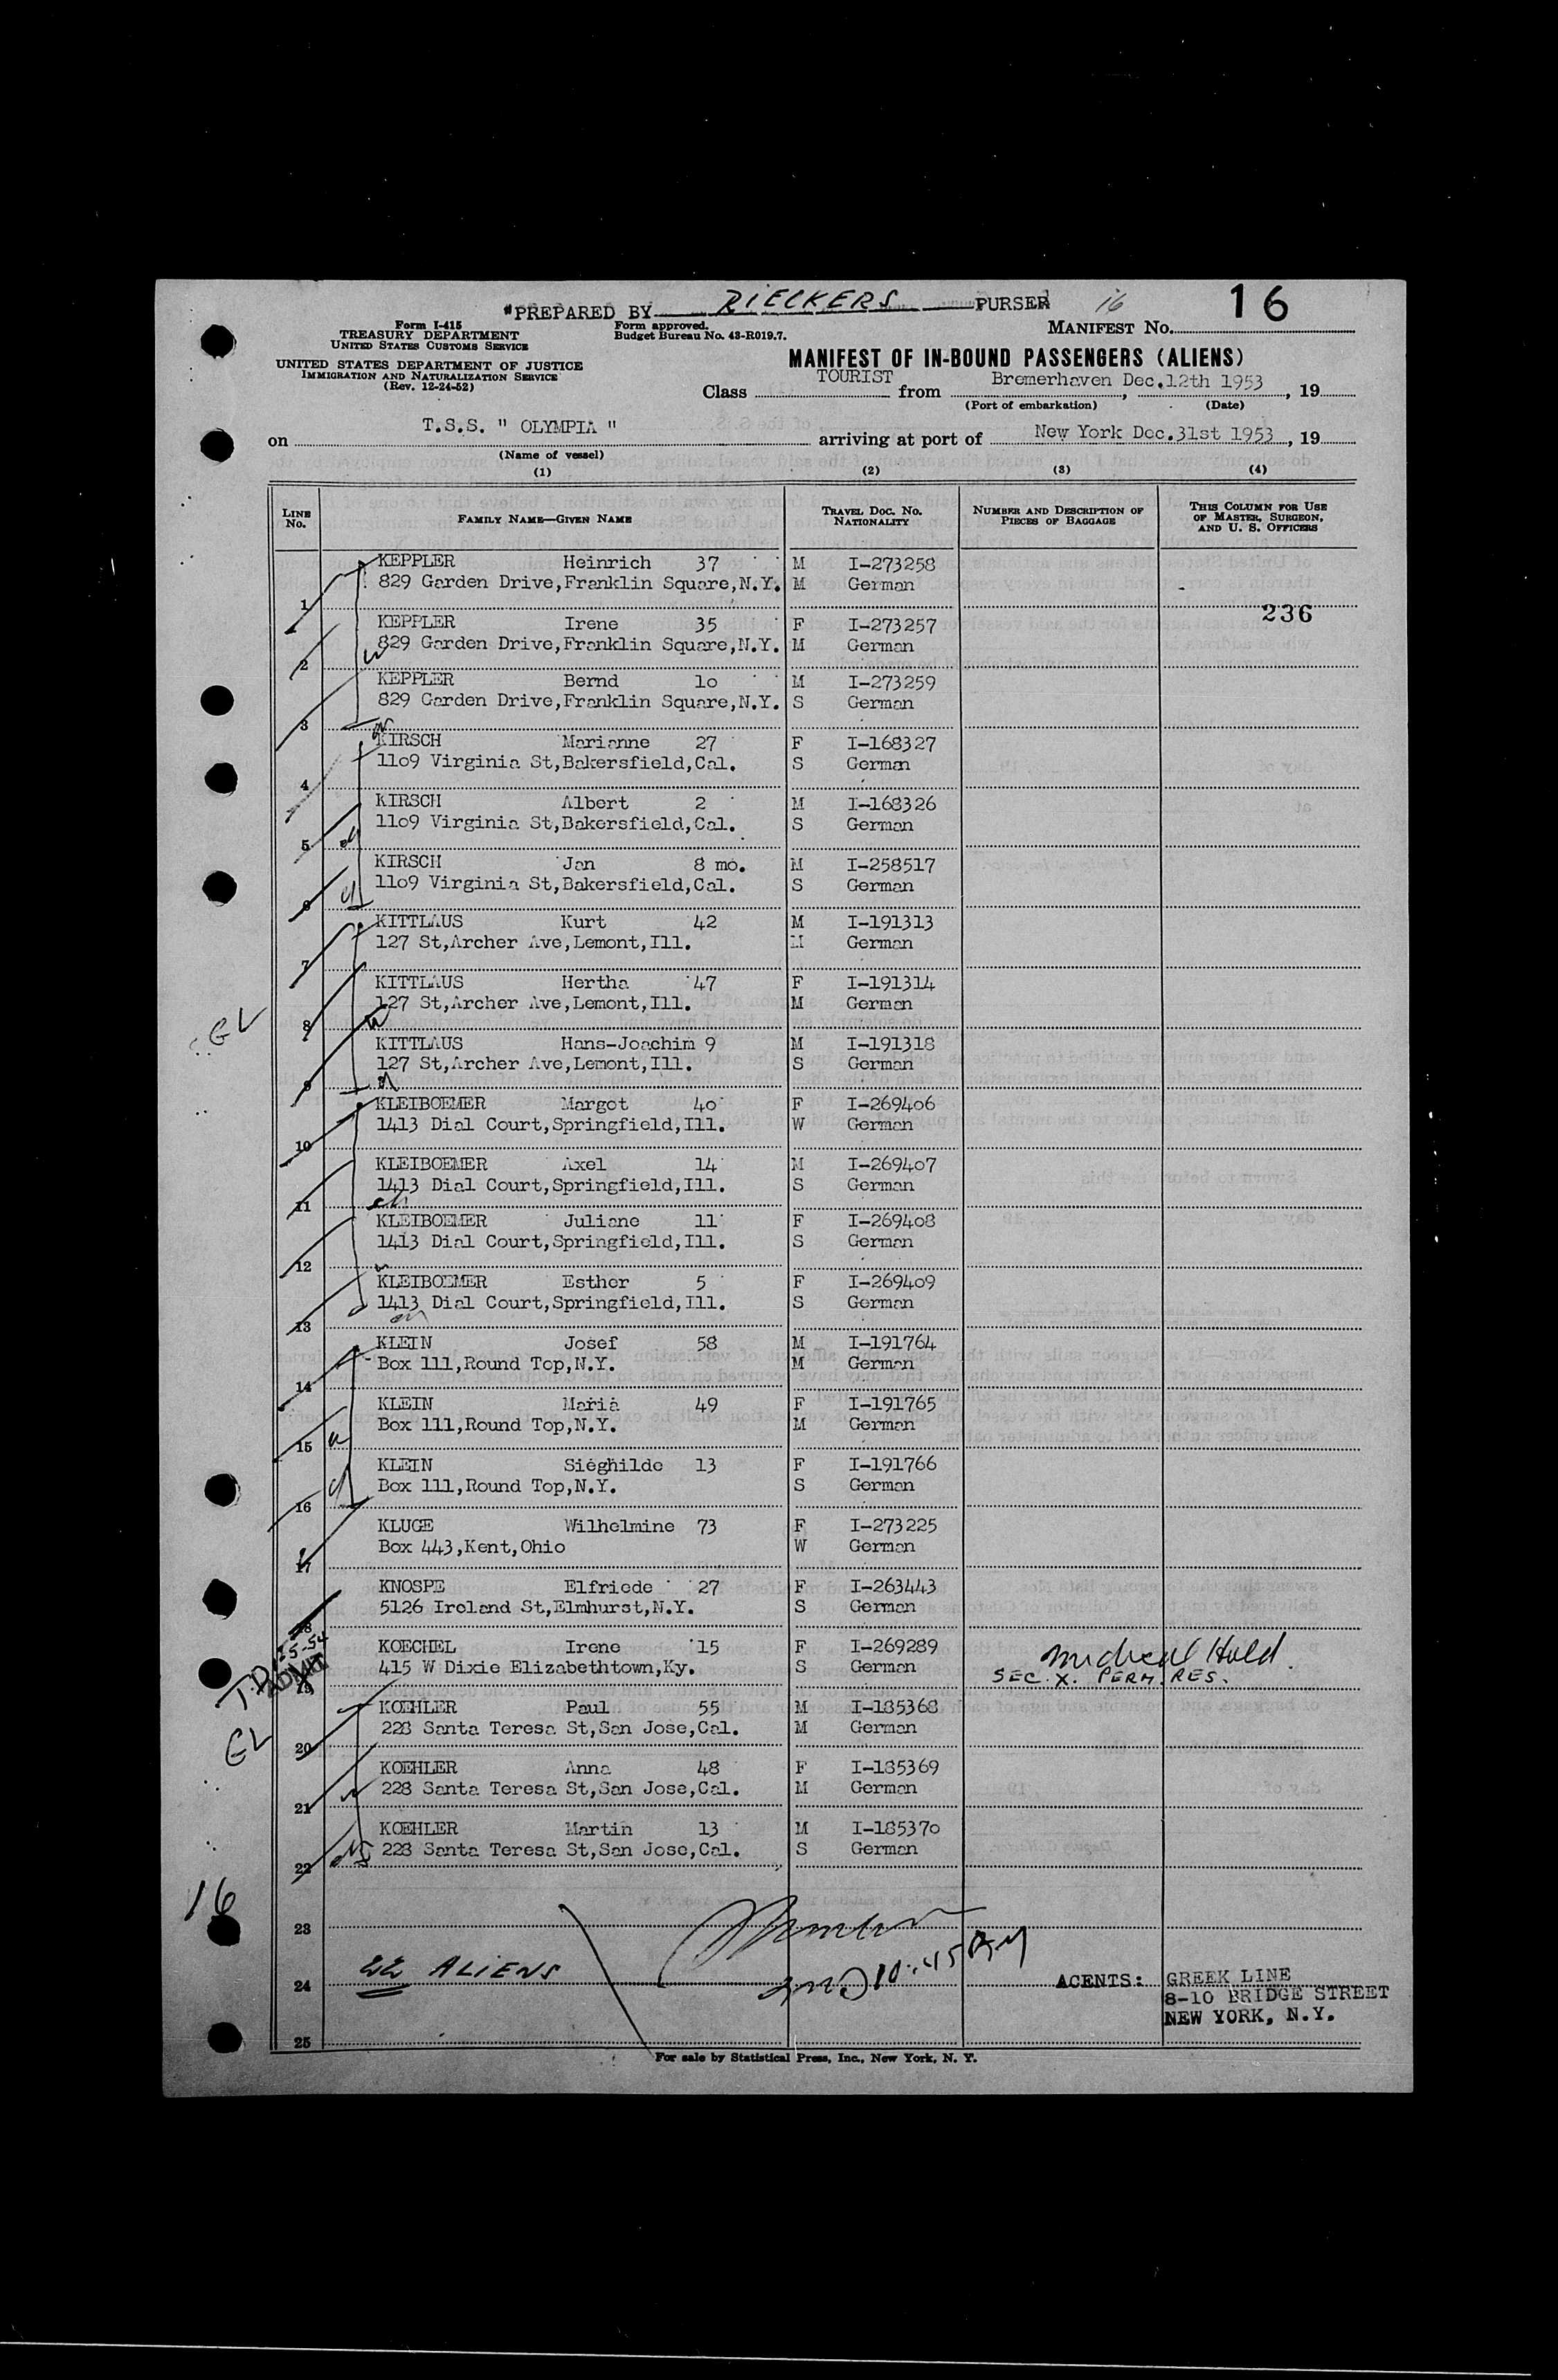 "PREPARED BY RIECKERS PURSER 16 16
Form I-415
TREASURY DEPARTMENT
UNITED STATES CUSTOMS SERVICE
Form approved.
Budget Bureau No. 43-R019.7.
MANIFEST No.
UNITED STATES DEPARTMENT OF JUSTICE
IMMIGRATION AND NATURALIZATION SERVICE
(Rev. 12-24-52)
MANIFEST OF IN-BOUND PASSENGERS (ALIENS)
Class TOURIST from Bremerhaven Dec.12th 1953, 19
(Port of embarkation) (Date)
on T.S.S. " OLYMPIA " arriving at port of New York Dec.31st 1953, 19
(Name of vessel)
(1) (2) (3) (4)
LINE No. FAMILY NAME—GIVEN NAME TRAVEL DOC. NO. NATIONALITY NUMBER AND DESCRIPTION OF PIECES OF BAGGAGE THIS COLUMN FOR USE OF MASTER, SURGEON, AND U. S. OFFICERS
KEPPLER Heinrich 37 M I-273258
829 Garden Drive,Franklin Square,N.Y. M German
1 236
KEPPLER Irene 35 F I-273257
829 Garden Drive,Franklin Square,N.Y. M German
2
KEPPLER Bernd 1o M I-273259
829 Garden Drive,Franklin Square,N.Y. S German
3
KIRSCH Marianne 27 F I-168327
11o9 Virginia St,Bakersfield,Cal. S German
4
KIRSCH Albert 2 M I-168326
11o9 Virginia St,Bakersfield,Cal. S German
5
KIRSCH Jan 8 mo. M I-258517
11o9 Virginia St,Bakersfield,Cal. S German
6
KITTLAUS Kurt 42 M I-191313
127 St,Archer Ave,Lemont,Ill. M German
7
KITTLAUS Hertha 47 F I-191314
127 St,Archer Ave,Lemont,Ill. M German
8
GL
KITTLAUS Hans-Joachim 9 M I-191318
127 St,Archer Ave,Lemont,Ill. S German
9
KLEIBOEMER Margot 4o F I-2694o6
1413 Dial Court,Springfield,Ill. W German
10
KLEIBOEMER Axel 14 M I-2694o7
1413 Dial Court,Springfield,Ill. S German
11
KLEIBOEMER Juliane 11 F I-2694o8
1413 Dial Court,Springfield,Ill. S German
12
KLEIBOEMER Esther 5 F I-2694o9
1413 Dial Court,Springfield,Ill. S German
13
KLEIN Josef 58 M I-191764
Box 111,Round Top,N.Y. M German
14
KLEIN Maria 49 F I-191765
Box 111,Round Top,N.Y. M German
15
KLEIN Sieghilde 13 F I-191766
Box 111,Round Top,N.Y. S German
16
KLUGE Wilhelmine 73 F I-273225
Box 443,Kent,Ohio W German
17
KNOSPE Elfriede 27 F I-263443
5126 Ireland St,Elmhurst,N.Y. S German
18
KOECHEL Irene 15 F I-269289 Medical Hold.
415 W Dixie Elizabethtown,Ky. S German SEC. X. PERM. RES.
T.D. ADMIT 1-5-54
19
KOEHLER Paul 55 M I-185368
228 Santa Teresa St,San Jose,Cal. M German
20
GL
KOEHLER Anna 48 F I-185369
228 Santa Teresa St,San Jose,Cal. M German
21
KOEHLER Martin 13 M I-18537o
228 Santa Teresa St,San Jose,Cal. S German
22
16
23
22 ALIENS
10:45 AM
24
AGENTS: GREEK LINE
8-10 BRIDGE STREET
NEW YORK, N.Y.
25
For sale by Statistical Press, Inc., New York, N. Y.